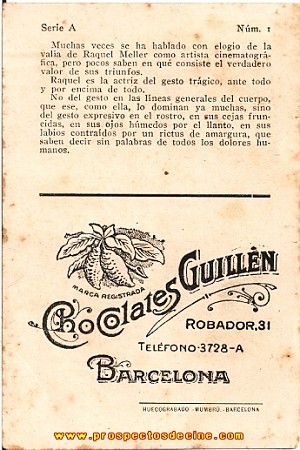 Serie A Núm. 1
Muchas veces se ha hablado con elogio de la
valía de Raquel Meller como artista cinematográ-
fica, pero pocos saben en qué consiste el verdadero
valor de sus triunfos.
Raquel es la actriz del gesto trágico, ante todo
y por encima de todo.
No del gesto en las líneas generales del cuerpo,
que ese, como ella, lo dominan ya muchas, sino
del gesto expresivo en el rostro, en sus cejas frun-
cidas, en sus ojos húmedos por el llanto, en sus
labios contraídos por un rictus de amargura, que
saben decir sin palabras de todos los dolores hu-
manos.
MARCA REGISTRADA
Chocolates Guillén
ROBADOR, 31
TELÉFONO-3728-A
BARCELONA
HUECOGRABADO - MUMBRÚ - BARCELONA
www.prospectosdecine.com